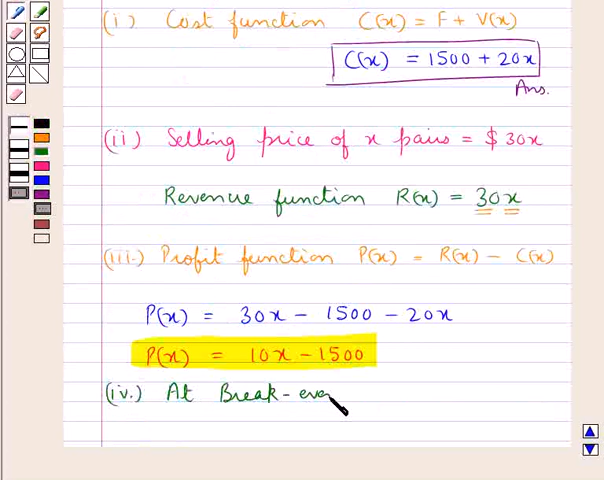 (i) Cost function C(x) = F + V(x)
C(x) = 1500 + 20x
Ans.
(ii) Selling price of x pairs = $ 30x
Revenue function R(x) = 30x
(iii.) Profit function P(x) = R(x) - C(x)
P(x) = 30x - 1500 - 20x
P(x) = 10x - 1500
(iv.) At Break-eve